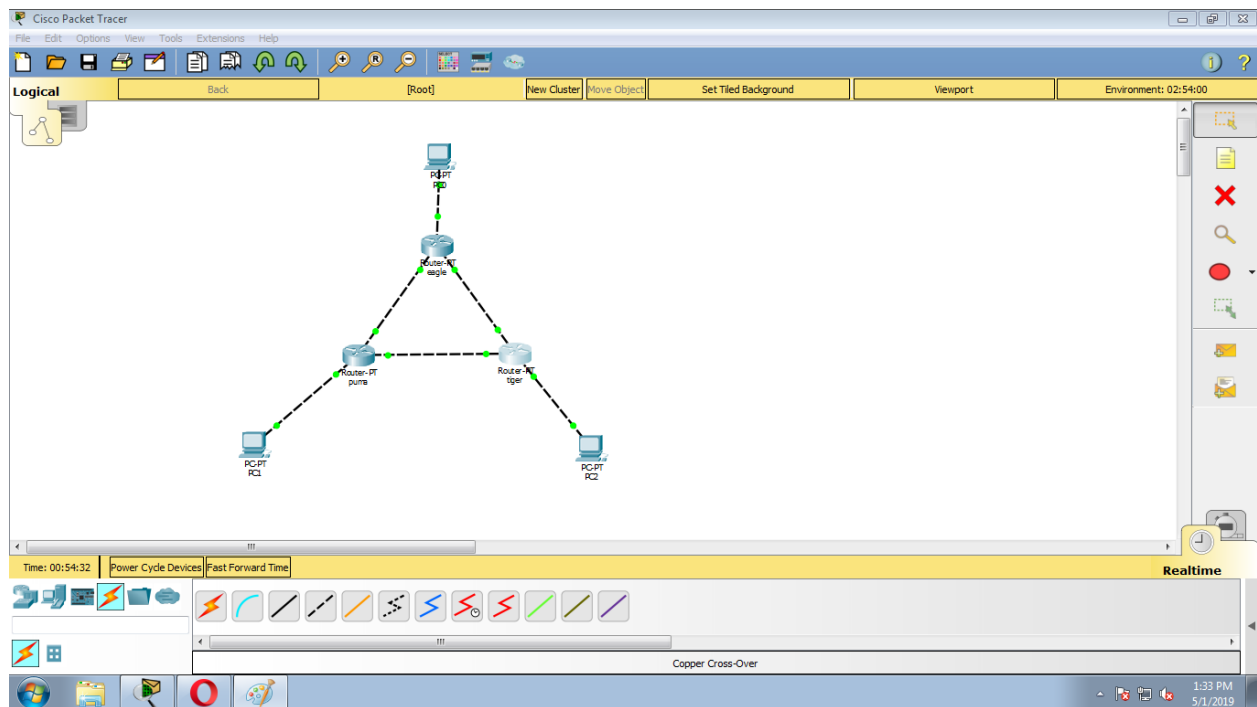 Cisco Packet Tracer
File Edit Options View Tools Extensions Help
Logical
Back
[Root]
New Cluster
Move Object
Set Tiled Background
Viewport
Environment: 02:54:00
PC-PT
PC0
Router-PT
eagle
Router-PT
puma
Router-PT
tiger
PC-PT
PC1
PC-PT
PC2
Time: 00:54:32
Power Cycle Devices
Fast Forward Time
Realtime
Copper Cross-Over
1:33 PM
5/1/2019